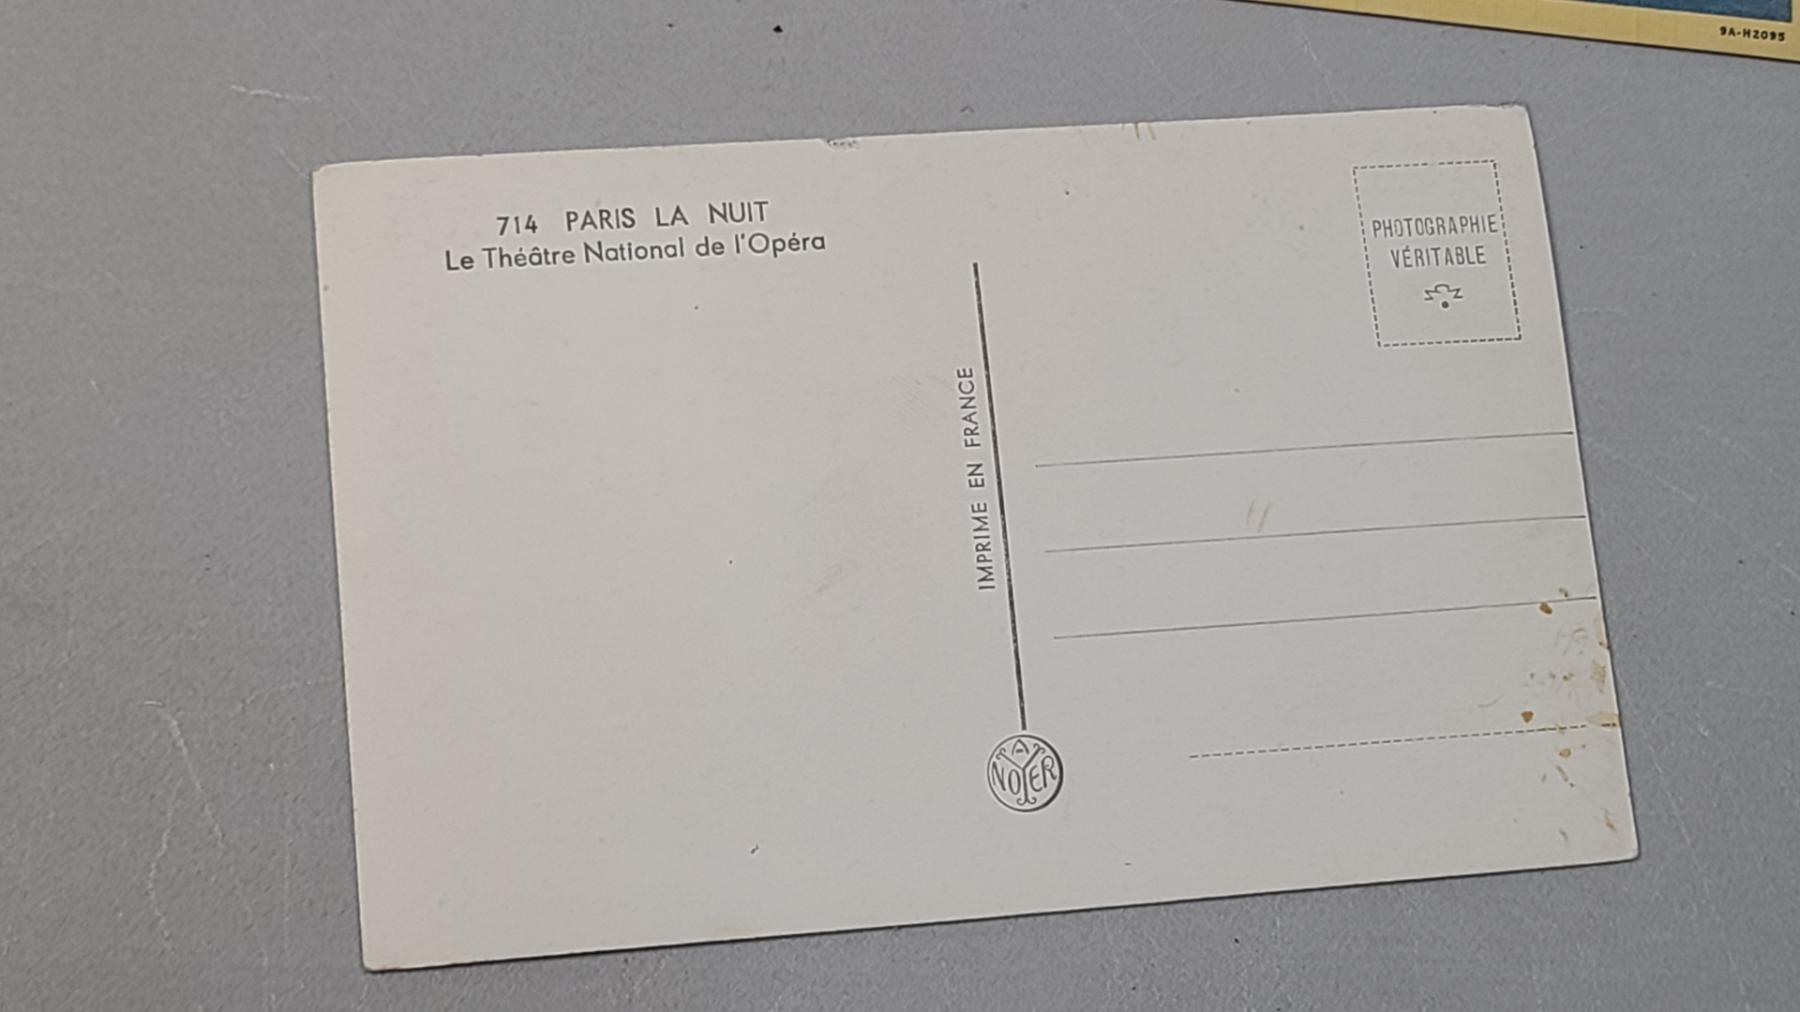 9A-H2095
714 PARIS LA NUIT
Le Théâtre National de l'Opéra
PHOTOGRAPHIE
VÉRITABLE
IMPRIME EN FRANCE
A
NOYER